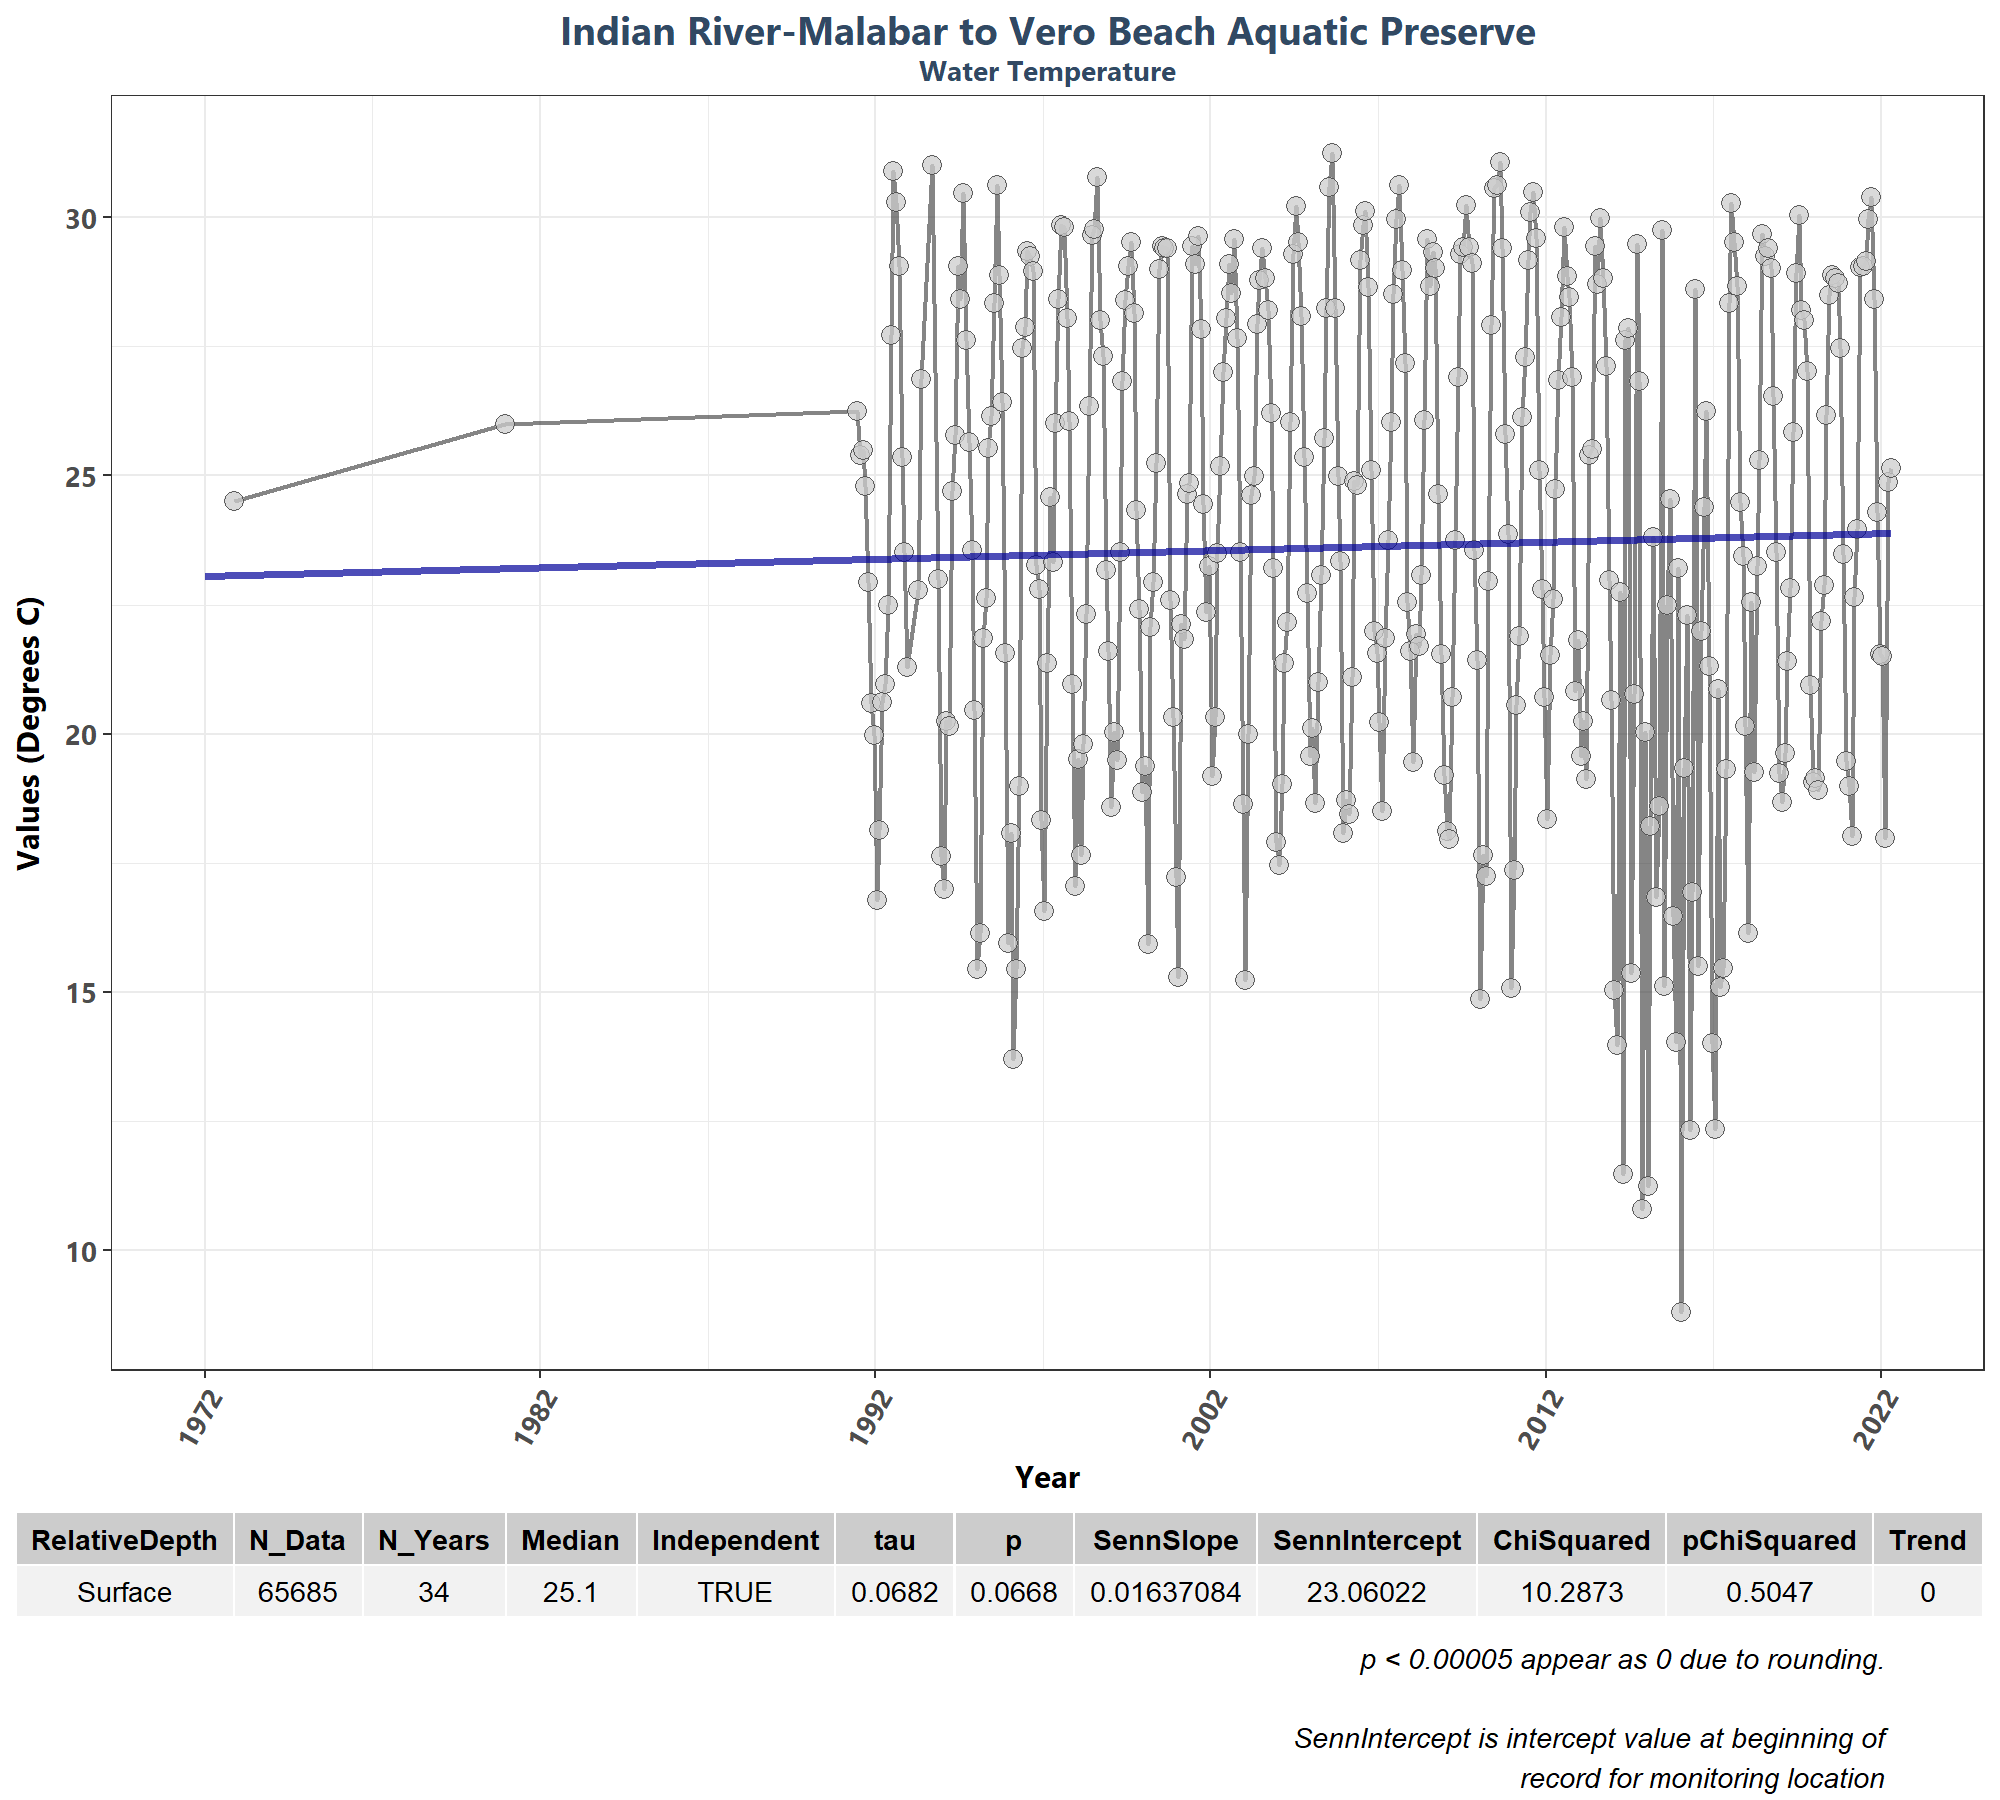 Indian River-Malabar to Vero Beach Aquatic Preserve
Water Temperature
Values (Degrees C)
30
25
20
15
10
1972
1982
1992
2002
2012
2022
Year
RelativeDepth N_Data N_Years Median Independent tau p SennSlope SennIntercept ChiSquared pChiSquared Trend
Surface 65685 34 25.1 TRUE 0.0682 0.0668 0.01637084 23.06022 10.2873 0.5047 0
p < 0.00005 appear as 0 due to rounding.
SennIntercept is intercept value at beginning of
record for monitoring location